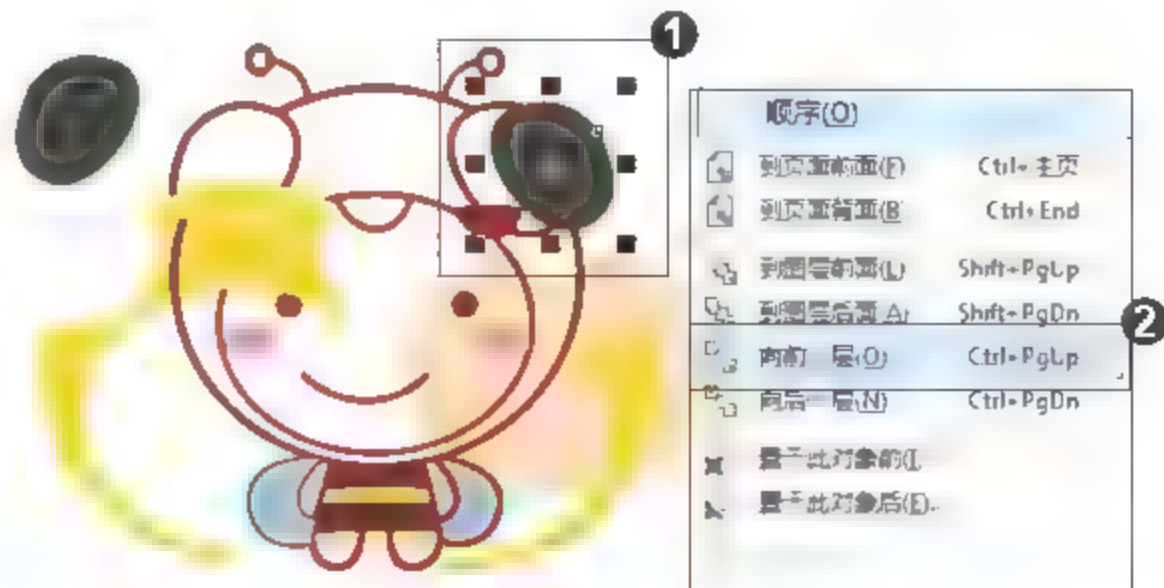 1
顺序(O)
到页面前面(F) Ctrl+主页
到页面背面(B Ctrl+End
到图层前面(L) Shift+PgUp
到图层后面 A) Shift+PgDn
2
向前一层(O) Ctrl+PgUp
向后一层(N) Ctrl+PgDn
置于此对象前(I.
置于此对象后(E).